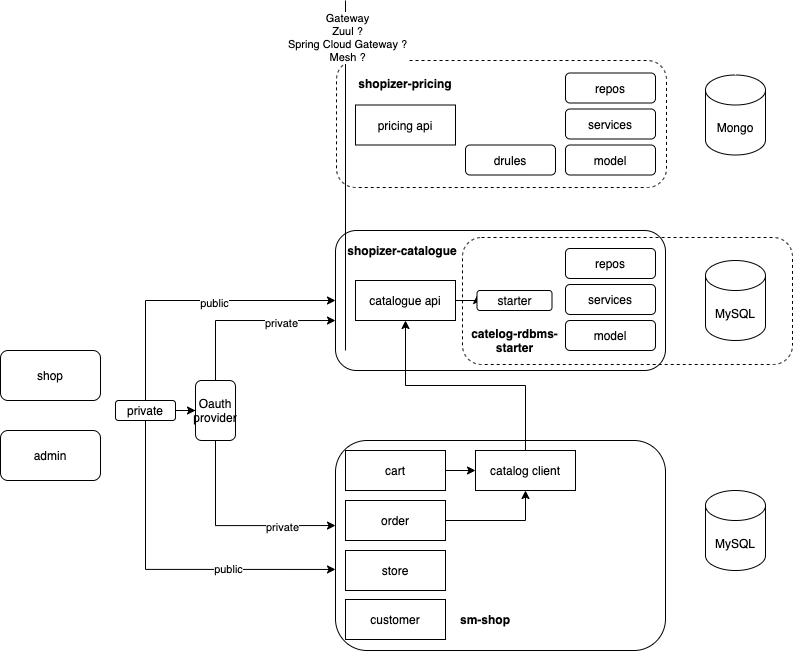 Gateway
Zuul ?
Spring Cloud Gateway ?
Mesh ?
shopizer-pricing
pricing api
repos
services
drules
model
Mongo
shopizer-catalogue
catalogue api
starter
catelog-rdbms-
starter
repos
services
model
MySQL
public
private
shop
private
Oauth
provider
admin
private
public
cart
catalog client
order
store
customer
sm-shop
MySQL